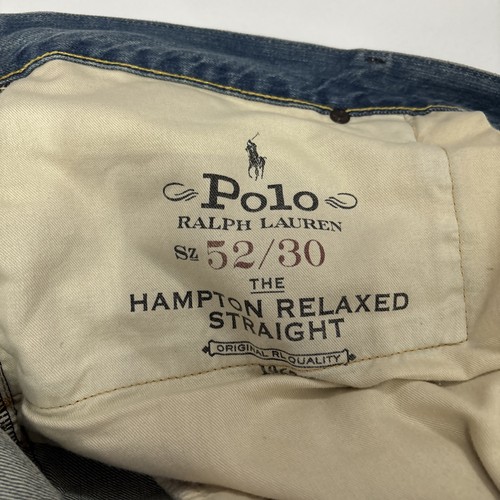 Polo
RALPH LAUREN
Sz 52/30
THE
HAMPTON RELAXED
STRAIGHT
ORIGINAL RL QUALITY